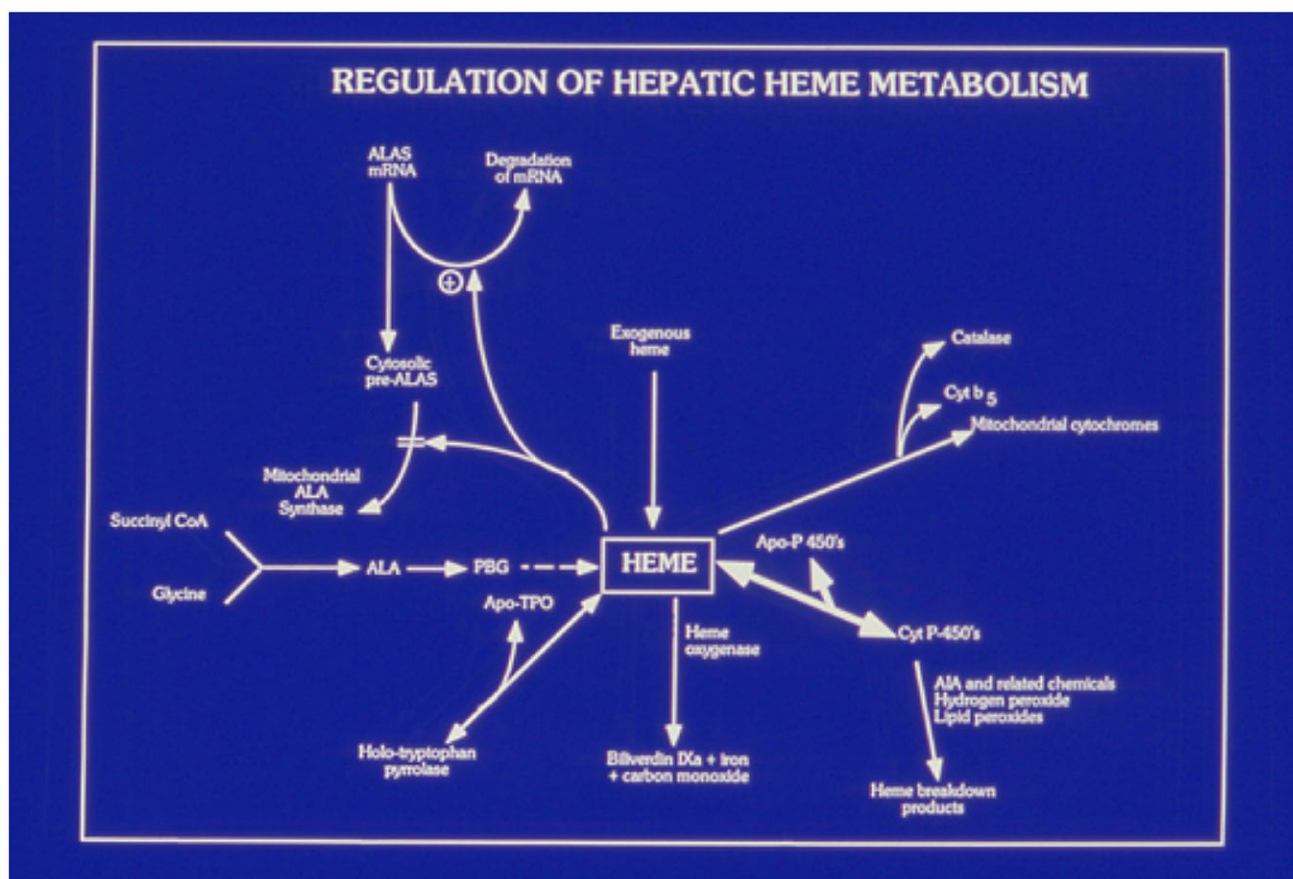 REGULATION OF HEPATIC HEME METABOLISM
ALAS
mRNA
Degradation
of mRNA
+
Exogenous
heme
Catalase
Cytosolic
pre-ALAS
Cyt b 5
Mitochondrial cytochromes
Mitochondrial
ALA
Synthase
Succinyl CoA
Glycine
ALA
PBG
HEME
Apo-P 450's
Apo-TPO
Heme
oxygenase
Cyt P-450's
AIA and related chemicals
Hydrogen peroxide
Lipid peroxides
Holo-tryptophan
pyrrolase
Biliverdin IXa + iron
+ carbon monoxide
Heme breakdown
products